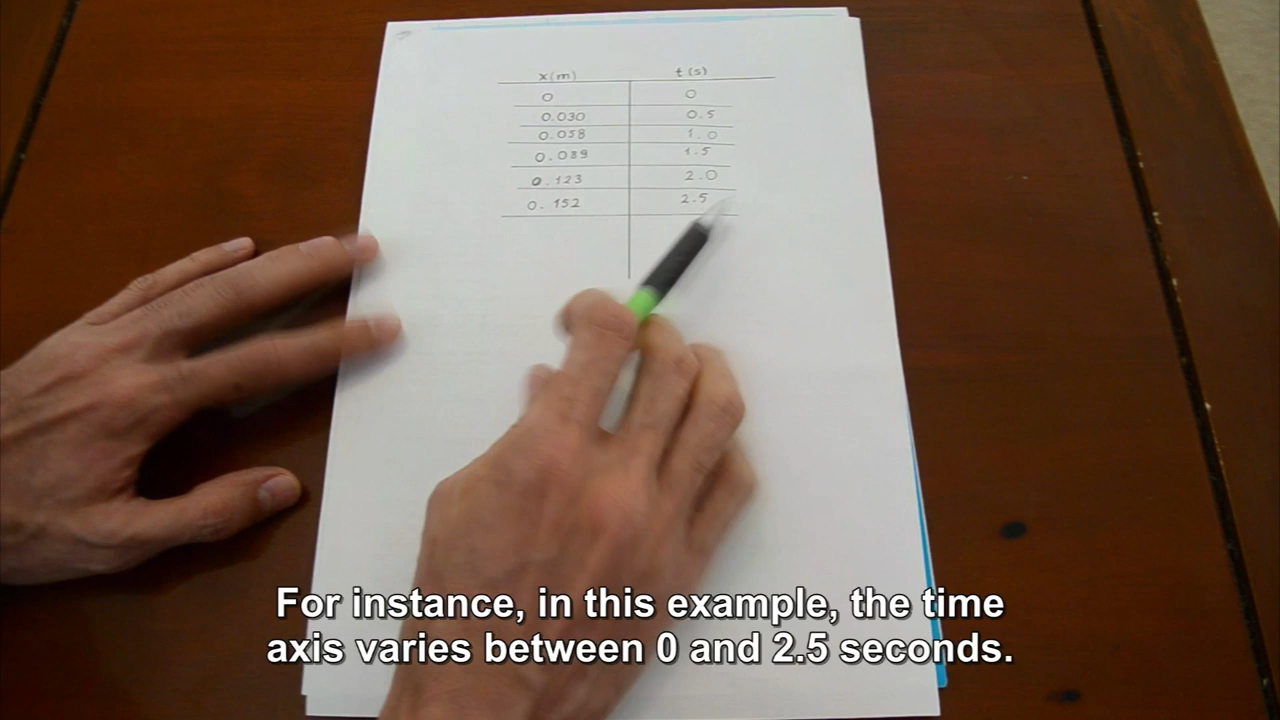 x(m) t(s)
0 0
0.030 0.5
0.058 1.0
0.089 1.5
0.123 2.0
0.152 2.5
For instance, in this example, the time
axis varies between 0 and 2.5 seconds.